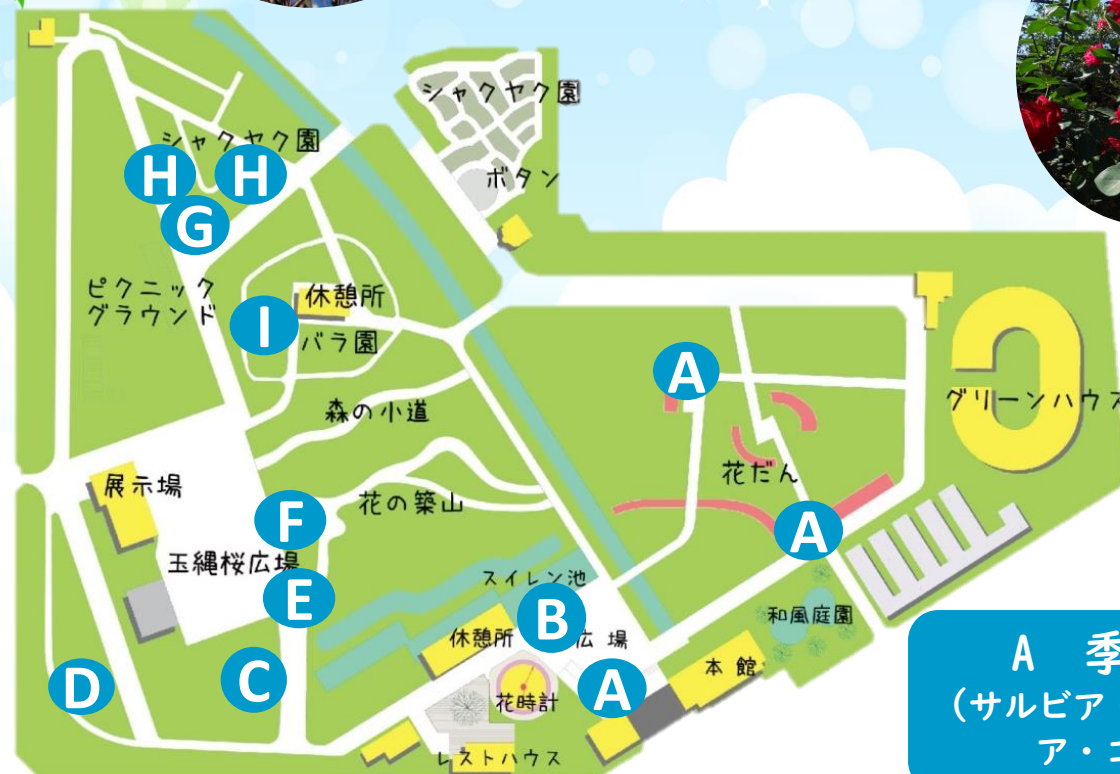 シャクヤク園
シャクヤク園
H
H
ボタン
G
ピクニック
グラウンド
休憩所
I
バラ園
A
グリーンハウス
森の小道
花だん
展示場
花の築山
F
A
玉縄桜広場
スイレン池
E
B
和風庭園
休憩所
広場
本館
C
D
花時計
A
レストハウス
A 季
(サルビア
ア・コ